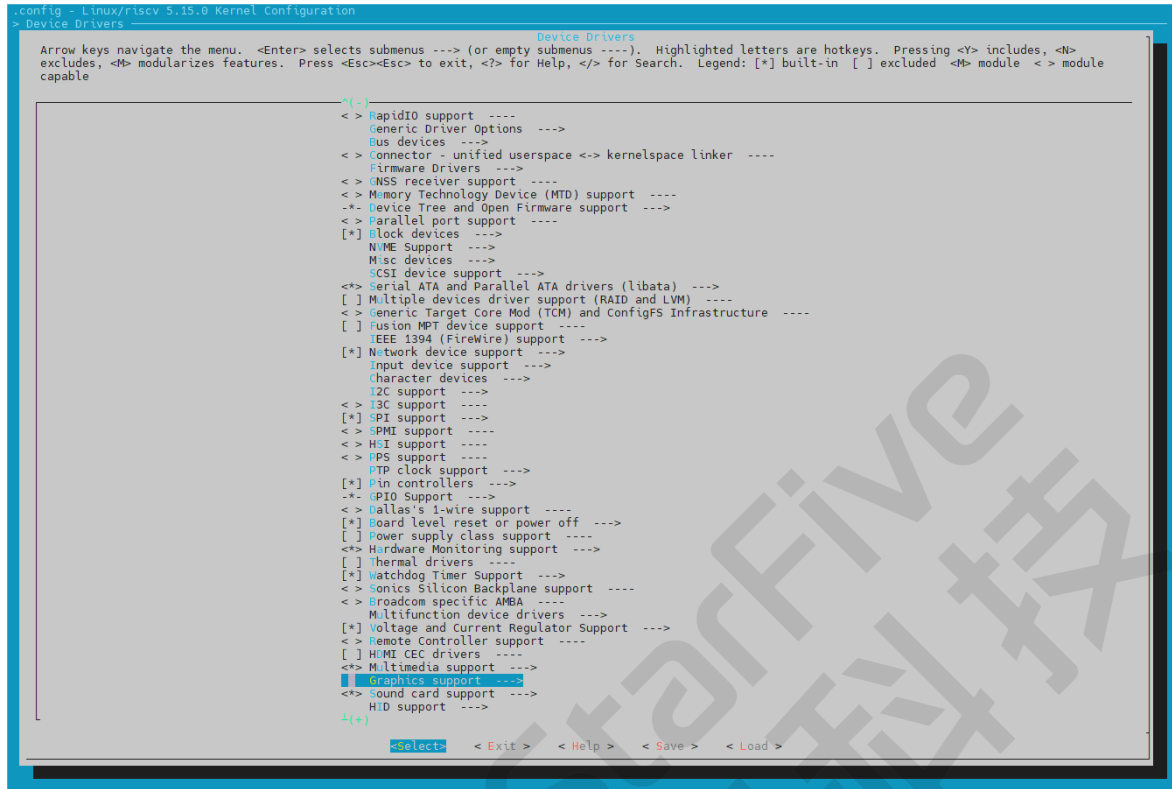 .config - Linux/riscv 5.15.0 Kernel Configuration
> Device Drivers
Device Drivers
Arrow keys navigate the menu.  <Enter> selects submenus ---> (or empty submenus ----).  Highlighted letters are hotkeys.  Pressing <Y> includes, <N>
excludes, <M> modularizes features.  Press <Esc><Esc> to exit, <?> for Help, </> for Search.  Legend: [*] built-in  [ ] excluded  <M> module  < > module
capable
^(-)
< > RapidIO support  ----
Generic Driver Options  --->
Bus devices  --->
< > Connector - unified userspace <-> kernelspace linker  ----
Firmware Drivers  --->
< > GNSS receiver support  ----
< > Memory Technology Device (MTD) support  ----
-*- Device Tree and Open Firmware support  --->
< > Parallel port support  ----
[*] Block devices  --->
NVME Support  --->
Misc devices  --->
SCSI device support  --->
<*> Serial ATA and Parallel ATA drivers (libata)  --->
[ ] Multiple devices driver support (RAID and LVM)  ----
< > Generic Target Core Mod (TCM) and ConfigFS Infrastructure  ----
[ ] Fusion MPT device support  ----
IEEE 1394 (FireWire) support  --->
[*] Network device support  --->
Input device support  --->
Character devices  --->
I2C support  --->
< > I3C support  ----
[*] SPI support  --->
< > SPMI support  ----
< > HSI support  ----
< > PPS support  ----
PTP clock support  --->
[*] Pin controllers  --->
-*- GPIO Support  --->
< > Dallas's 1-wire support  ----
[*] Board level reset or power off  --->
[ ] Power supply class support  ----
<*> Hardware Monitoring support  --->
[ ] Thermal drivers  ----
[*] Watchdog Timer Support  --->
< > Sonics Silicon Backplane support  ----
< > Broadcom specific AMBA  ----
Multifunction device drivers  --->
[*] Voltage and Current Regulator Support  --->
< > Remote Controller support  ----
[ ] HDMI CEC drivers  ----
<*> Multimedia support  --->
Graphics support  --->
<*> Sound card support  --->
HID support  --->
┴(+)
<Select>    < Exit >    < Help >    < Save >    < Load >
StarFive
科技